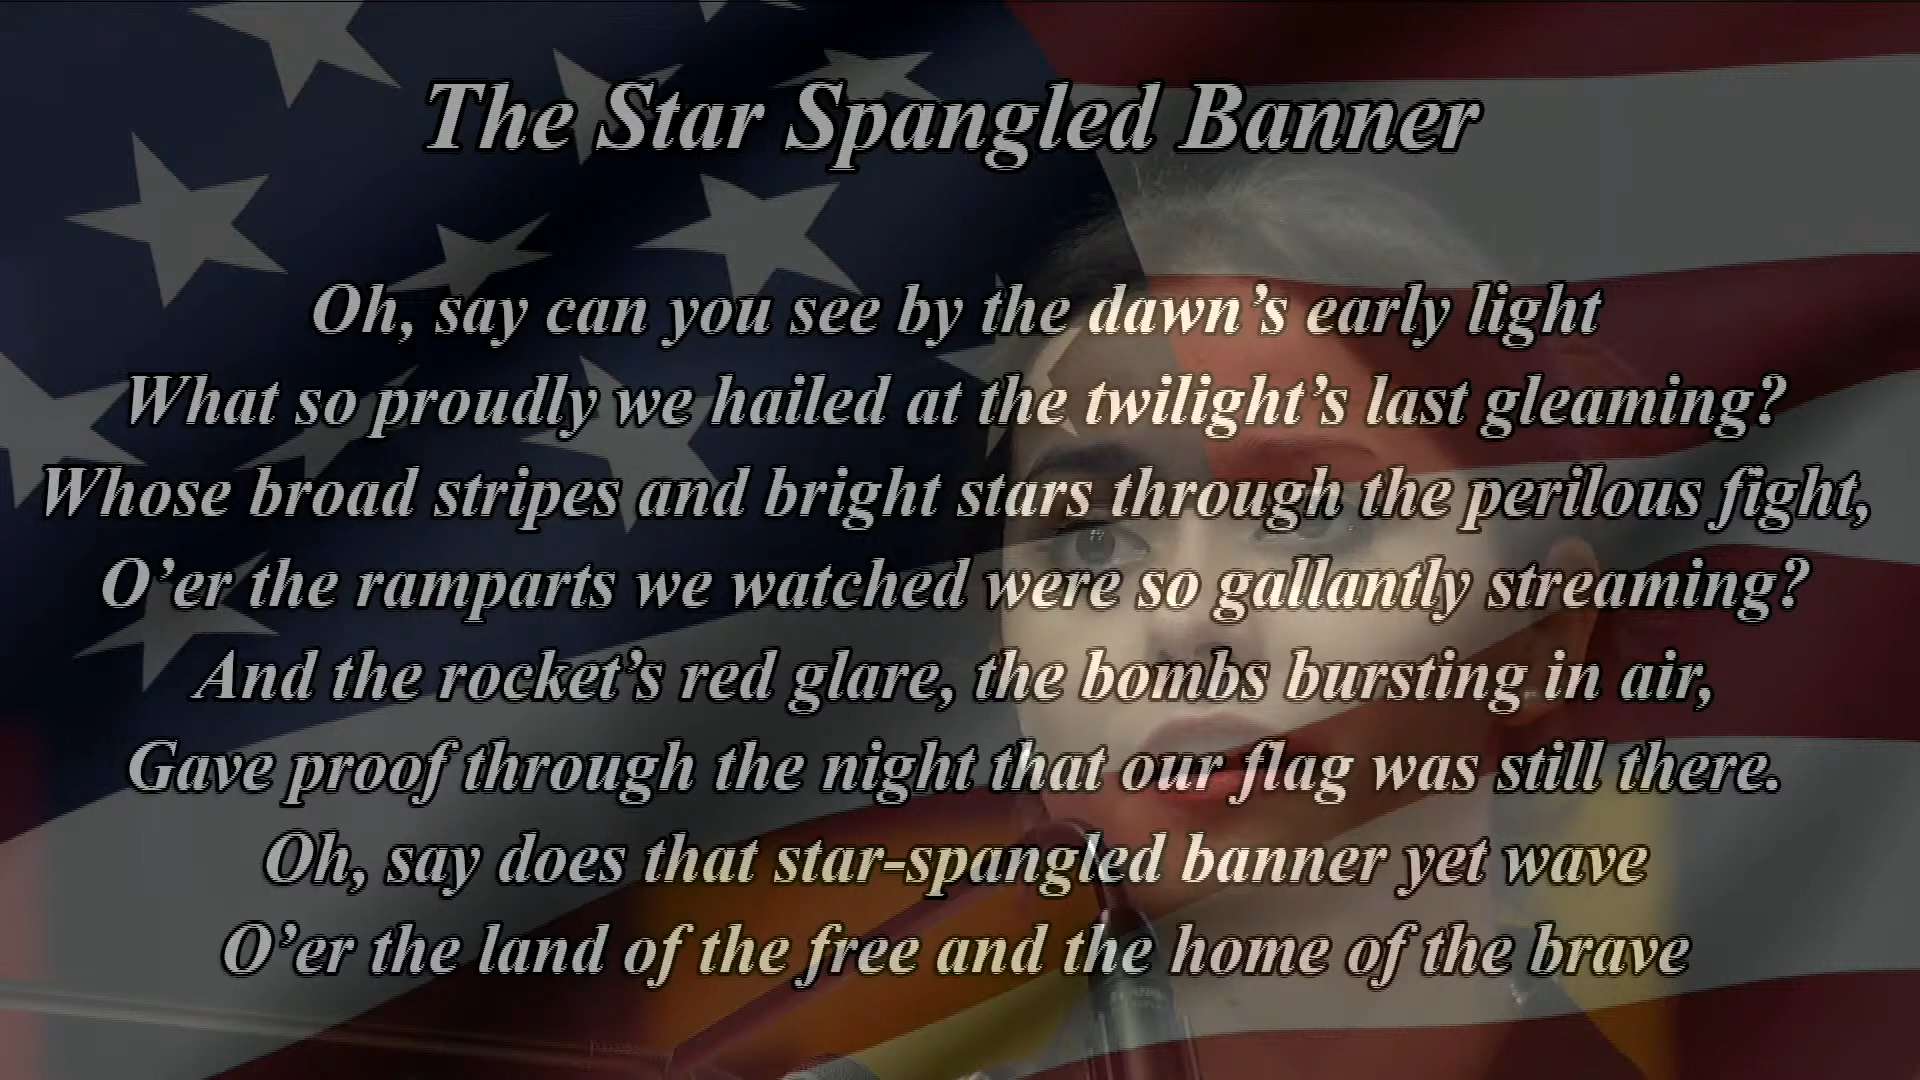 The Star Spangled Banner
Oh, say can you see by the dawn’s early light
What so proudly we hailed at the twilight’s last gleaming?
Whose broad stripes and bright stars through the perilous fight,
O’er the ramparts we watched were so gallantly streaming?
And the rocket’s red glare, the bombs bursting in air,
Gave proof through the night that our flag was still there.
Oh, say does that star-spangled banner yet wave
O’er the land of the free and the home of the brave